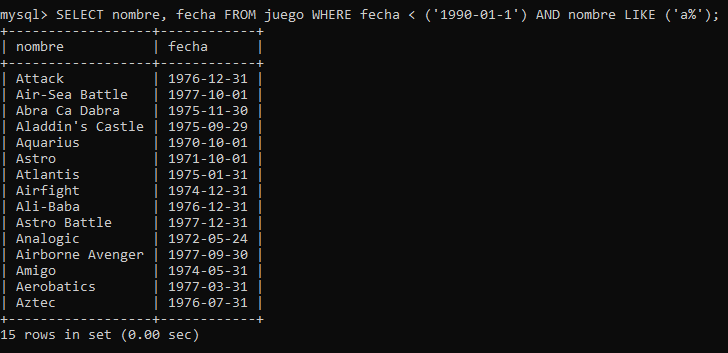 mysql> SELECT nombre, fecha FROM juego WHERE fecha < ('1990-01-1') AND nombre LIKE ('a%');
+------------------+------------+
| nombre           | fecha      |
+------------------+------------+
| Attack           | 1976-12-31 |
| Air-Sea Battle   | 1977-10-01 |
| Abra Ca Dabra    | 1975-11-30 |
| Aladdin's Castle | 1975-09-29 |
| Aquarius         | 1970-10-01 |
| Astro            | 1971-10-01 |
| Atlantis         | 1975-01-31 |
| Airfight         | 1974-12-31 |
| Ali-Baba         | 1976-12-31 |
| Astro Battle     | 1977-12-31 |
| Analogic         | 1972-05-24 |
| Airborne Avenger | 1977-09-30 |
| Amigo            | 1974-05-31 |
| Aerobatics       | 1977-03-31 |
| Aztec            | 1976-07-31 |
+------------------+------------+
15 rows in set (0.00 sec)